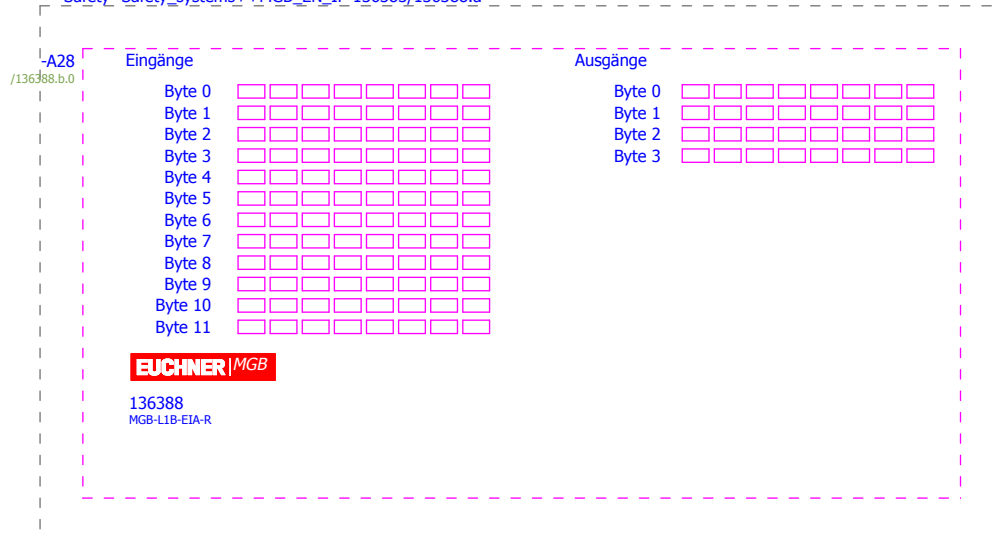 -A28
/136388.b.0
Eingänge
Byte 0
Byte 1
Byte 2
Byte 3
Byte 4
Byte 5
Byte 6
Byte 7
Byte 8
Byte 9
Byte 10
Byte 11
Ausgänge
Byte 0
Byte 1
Byte 2
Byte 3
EUCHNER|MGB
136388
MGB-L1B-EIA-R